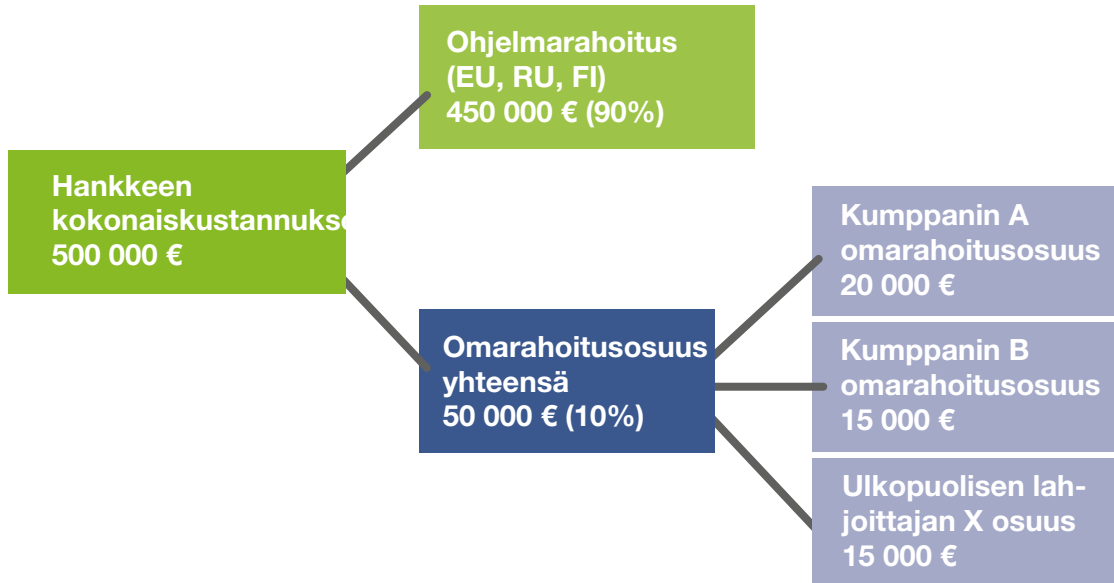 Ohjelmarahoitus
(EU, RU, FI)
450 000 € (90%)
Hankkeen
kokonaiskustannukse
500 000 €
Omarahoitusosuus
yhteensä
50 000 € (10%)
Kumppanin A
omarahoitusosuus
20 000 €
Kumppanin B
omarahoitusosuus
15 000 €
Ulkopuolisen lah-
joittajan X osuus
15 000 €